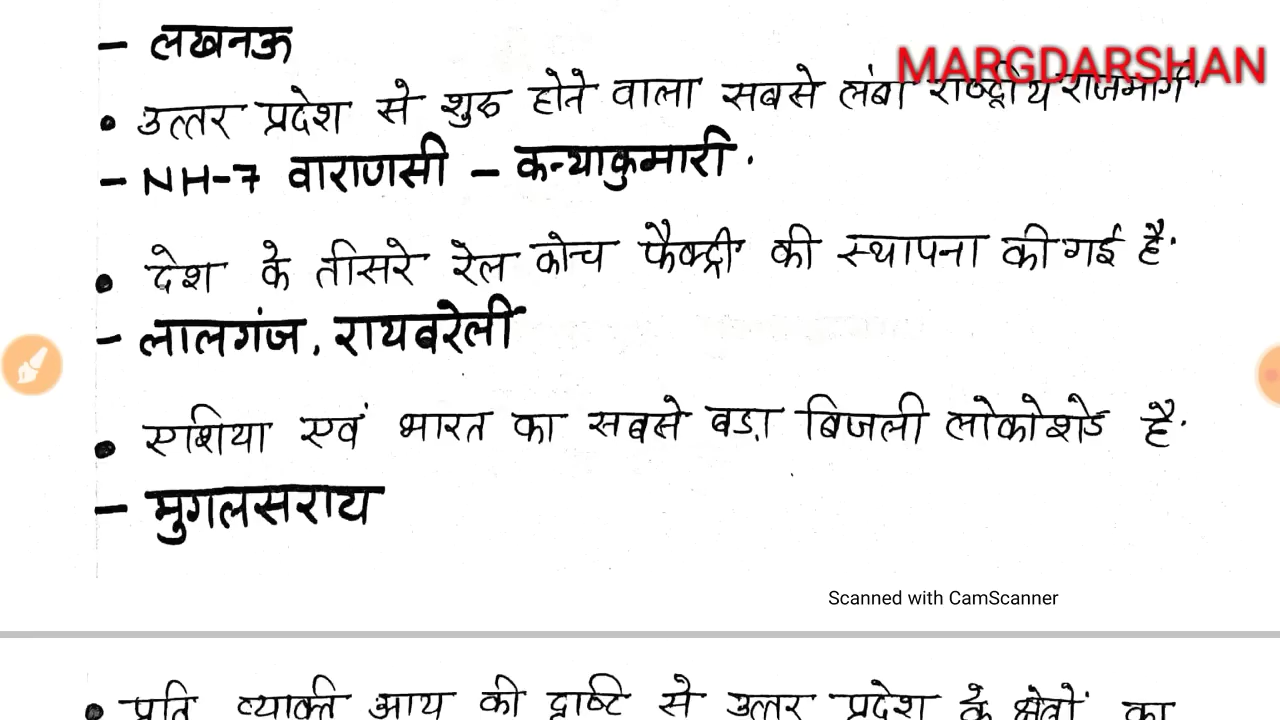 - लखनऊ
MARGDARSHAN
• उत्तर प्रदेश से शुरु होने वाला सबसे लंबा राष्ट्रीय राजमार्ग.
- NH-7 वाराणसी - कन्याकुमारी.
• देश के तीसरे रेल कोच फैक्ट्री की स्थापना की गई है.
- लालगंज, रायबरेली
• एशिया एवं भारत का सबसे बड़ा बिजली लोकोशेड है.
- मुगलसराय
Scanned with CamScanner
• प्रति व्यक्ति आय की दृष्टि से उत्तर प्रदेश के क्षेत्रों का